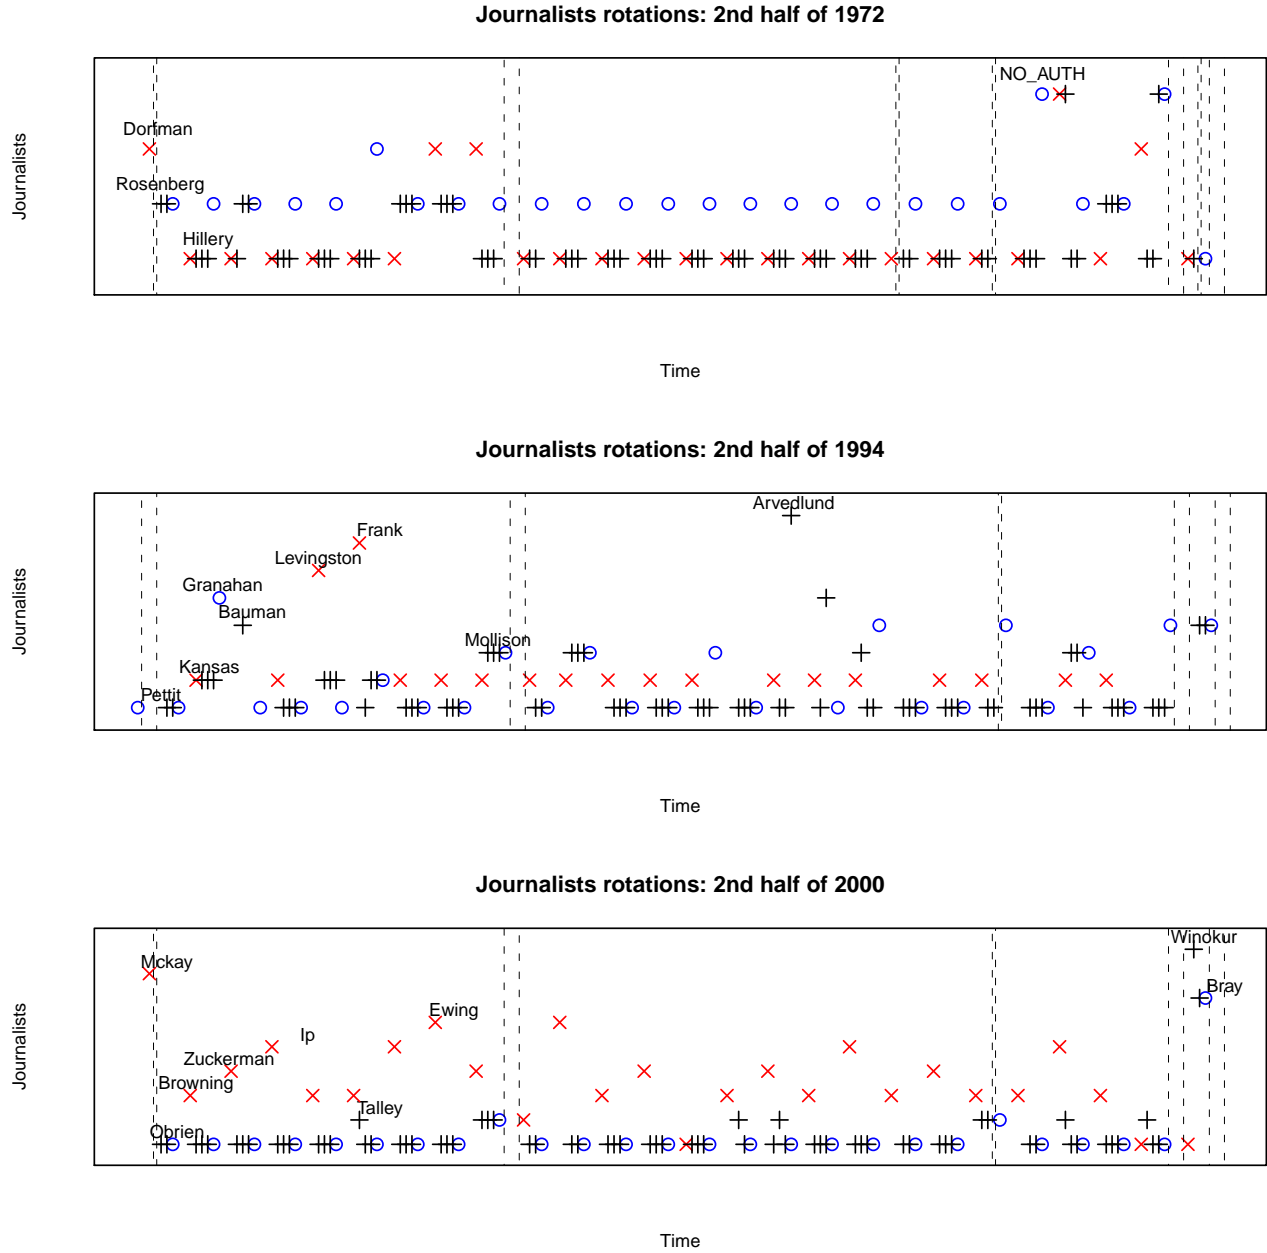 Journalists rotations: 2nd half of 1972
NO_AUTH
Dorfman
Rosenberg
Hillery
Journalists
Time
Journalists rotations: 2nd half of 1994
Arvedlund
Frank
Levingston
Granahan
Bauman
Mollison
Kansas
Pettit
Journalists
Time
Journalists rotations: 2nd half of 2000
Winokur
Mckay
Bray
Ewing
Ip
Zuckerman
Browning
Talley
Obrien
Journalists
Time